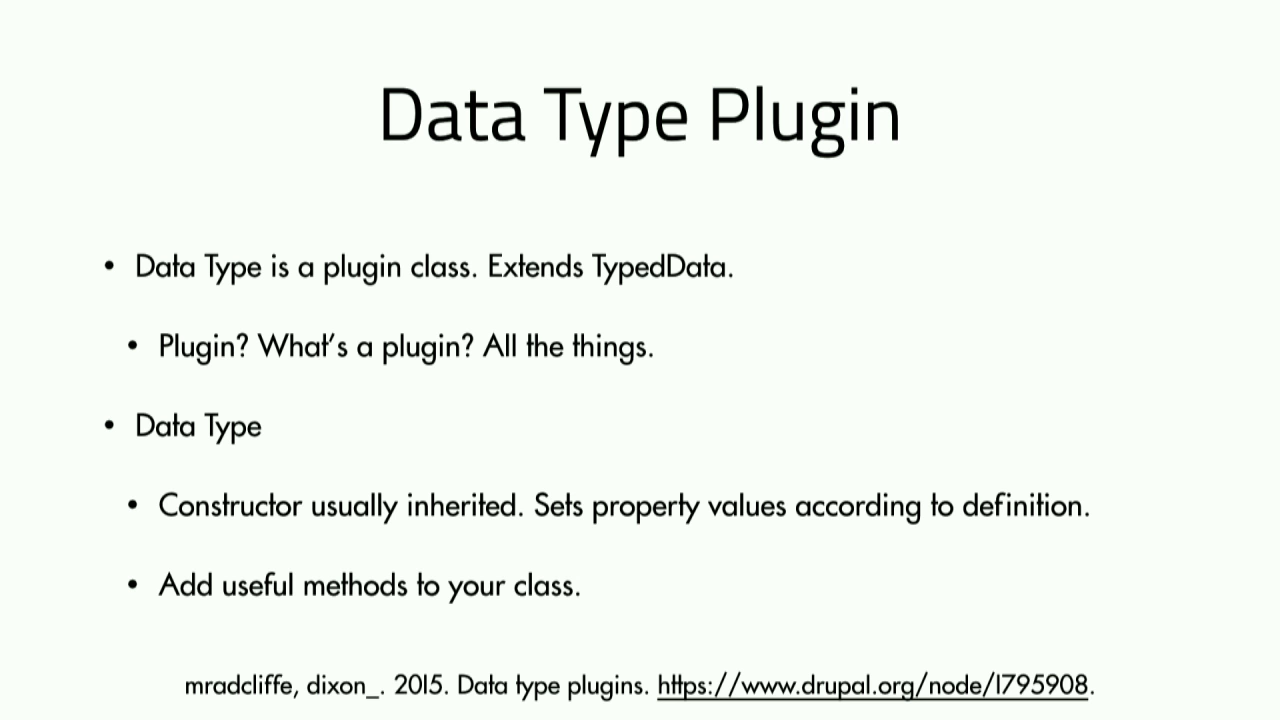 Data Type Plugin
• Data Type is a plugin class. Extends TypedData.
• Plugin? What's a plugin? All the things.
• Data Type
• Constructor usually inherited. Sets property values according to definition.
• Add useful methods to your class.
mradcliffe, dixon_. 2015. Data type plugins. https://www.drupal.org/node/1795908.